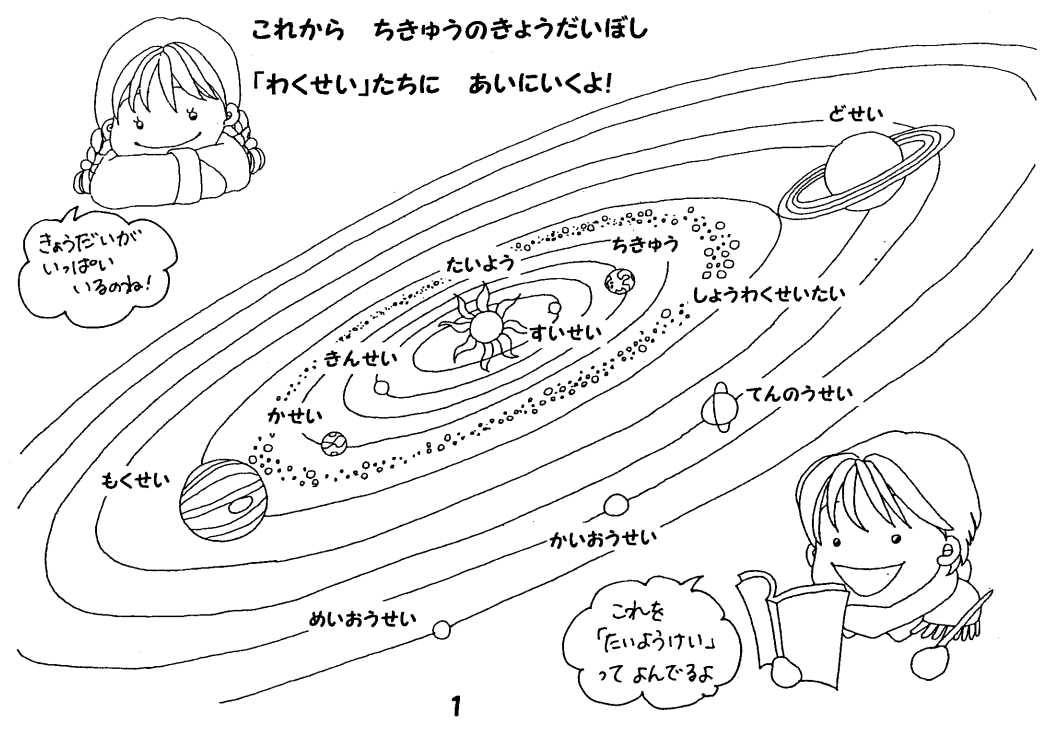 これから　ちきゅうのきょうだいぼし
「わくせい」たちに　あいにいくよ!
どせい
きょうだいが
いっぱい
いるのね!
ちきゅう
たいよう
しょうわくせいたい
すいせい
きんせい
てんのうせい
かせい
もくせい
かいおうせい
めいおうせい
これを
「たいようけい」
って よんでるよ
1